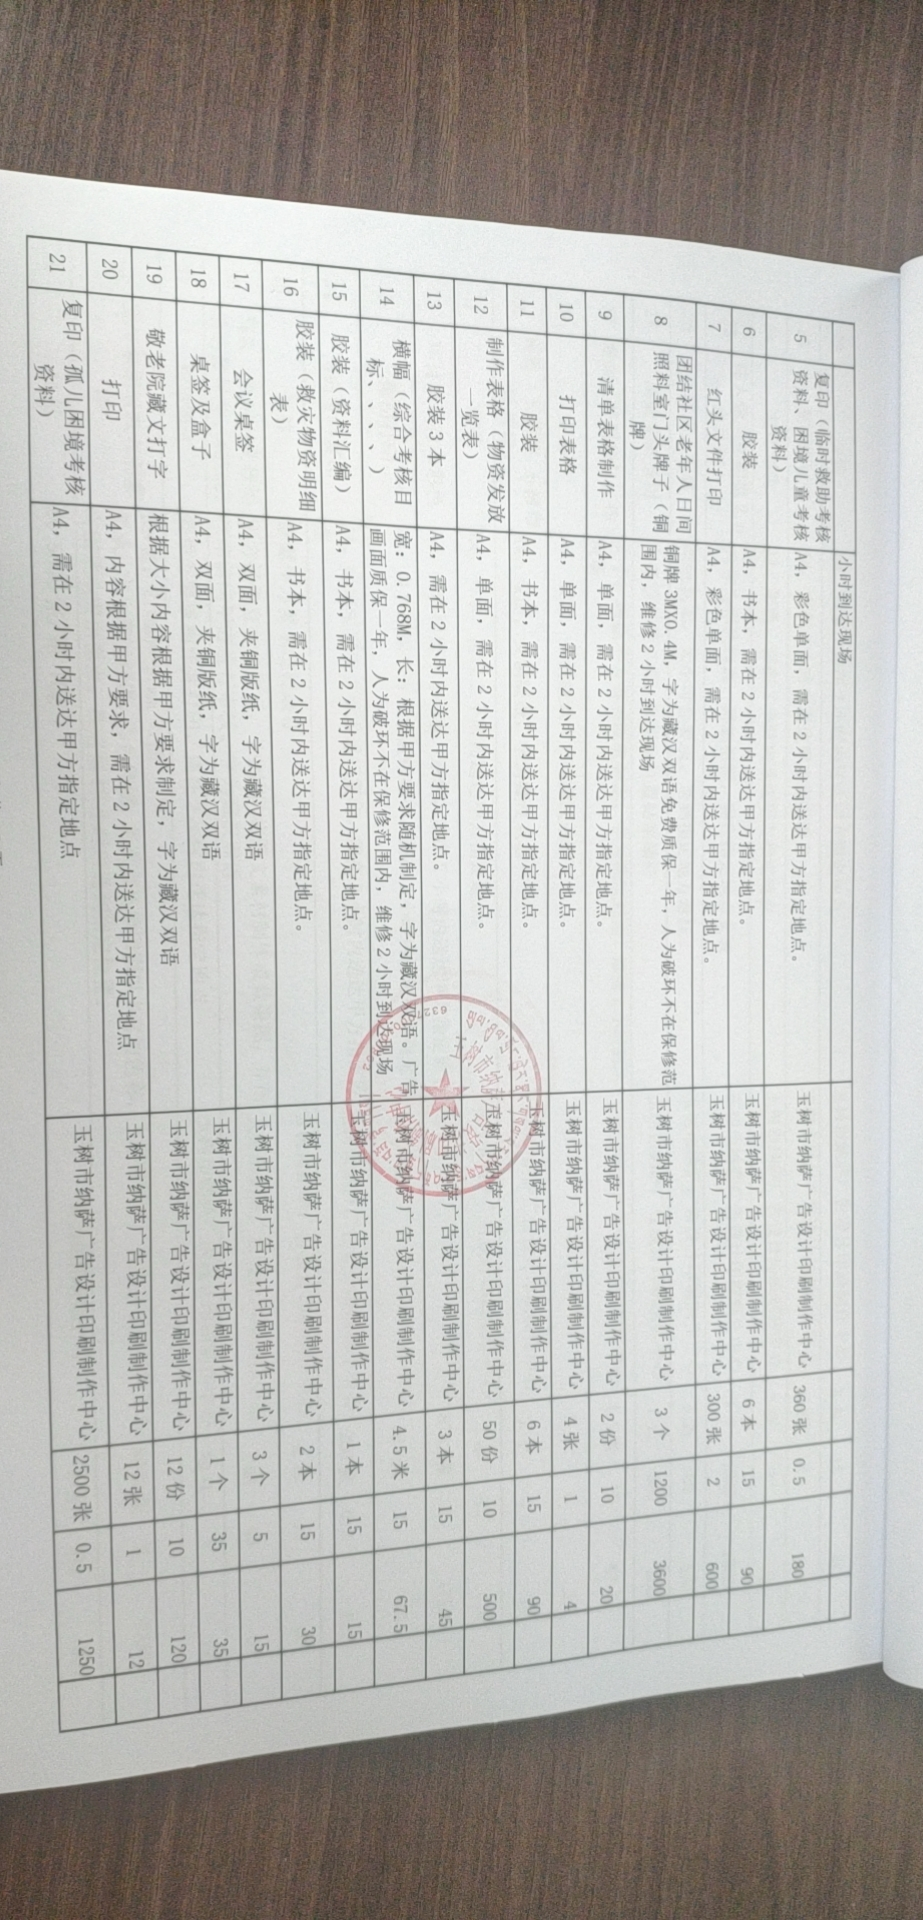 小时到达现场
5 复印（临时救助考核资料、困境儿童考核资料） A4，彩色单面，需在2小时内送达甲方指定地点。 玉树市纳萨广告设计印刷制作中心 360张 0.5 180
6 胶装 A4，书本，需在2小时内送达甲方指定地点。 玉树市纳萨广告设计印刷制作中心 6本 15 90
7 红头文件打印 A4，彩色单面，需在2小时内送达甲方指定地点。 玉树市纳萨广告设计印刷制作中心 300张 2 600
8 团结社区老年人日间照料室门头牌子（铜牌） 铜牌3MX0.4M，字为藏汉双语免费质保一年，人为破环不在保修范围内，维修2小时到达现场 玉树市纳萨广告设计印刷制作中心 3个 1200 3600
9 清单表格制作 A4，单面，需在2小时内送达甲方指定地点。 玉树市纳萨广告设计印刷制作中心 2份 10 20
10 打印表格 A4，单面，需在2小时内送达甲方指定地点。 玉树市纳萨广告设计印刷制作中心 4张 1 4
11 胶装 A4，书本，需在2小时内送达甲方指定地点。 玉树市纳萨广告设计印刷制作中心 6本 15 90
12 制作表格（物资发放一览表） A4，单面，需在2小时内送达甲方指定地点。 玉树市纳萨广告设计印刷制作中心 50份 10 500
13 胶装3本 A4，需在2小时内送达甲方指定地点。 玉树市纳萨广告设计印刷制作中心 3本 15 45
14 横幅（综合考核目标、、、、） 宽：0.768M，长：根据甲方要求随机制定，字为藏汉双语。广告画面质保一年，人为破环不在保修范围内，维修2小时到达现场 玉树市纳萨广告设计印刷制作中心 4.5米 15 67.5
15 胶装（资料汇编） A4，书本，需在2小时内送达甲方指定地点。 玉树市纳萨广告设计印刷制作中心 1本 15 15
16 胶装（救灾物资明细表） A4，书本，需在2小时内送达甲方指定地点。 玉树市纳萨广告设计印刷制作中心 2本 15 30
17 会议桌签 A4，双面，夹铜版纸，字为藏汉双语 玉树市纳萨广告设计印刷制作中心 3个 5 15
18 桌签及盒子 A4，双面，夹铜版纸，字为藏汉双语 玉树市纳萨广告设计印刷制作中心 1个 35 35
19 敬老院藏文打字 根据大小内容根据甲方要求制定，字为藏汉双语 玉树市纳萨广告设计印刷制作中心 12份 10 120
20 打印 A4，内容根据甲方要求，需在2小时内送达甲方指定地点 玉树市纳萨广告设计印刷制作中心 12张 1 12
21 复印（孤儿困境考核资料） A4，需在2小时内送达甲方指定地点 玉树市纳萨广告设计印刷制作中心 2500张 0.5 1250